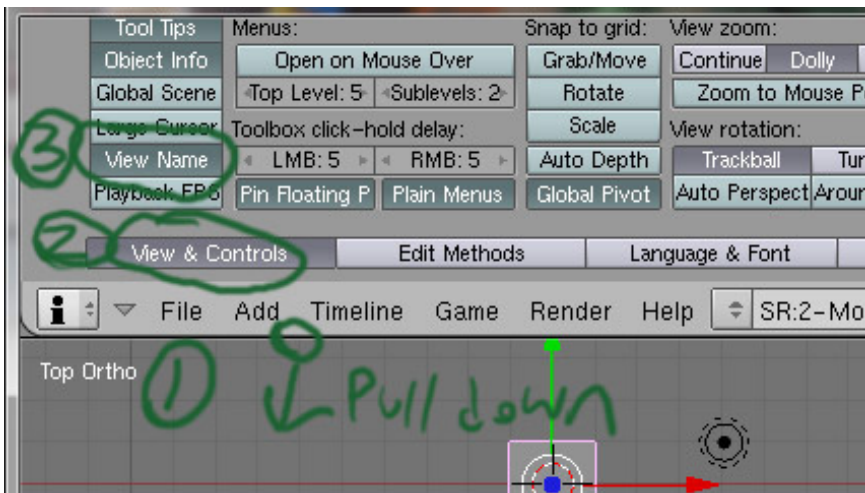 Tool Tips Menus: Snap to grid: View zoom:
Object Info Open on Mouse Over Grab/Move Continue Dolly
Global Scene Top Level: 5 Sublevels: 2 Rotate Zoom to Mouse P
Large Cursor Toolbox click-hold delay: Scale View rotation:
3 View Name LMB: 5 RMB: 5 Auto Depth Trackball Tur
Playback FPS Pin Floating P Plain Menus Global Pivot Auto Perspect Aroun
2 View & Controls Edit Methods Language & Font
i File Add Timeline Game Render Help SR:2-Mo
Top Ortho 1 Pull down